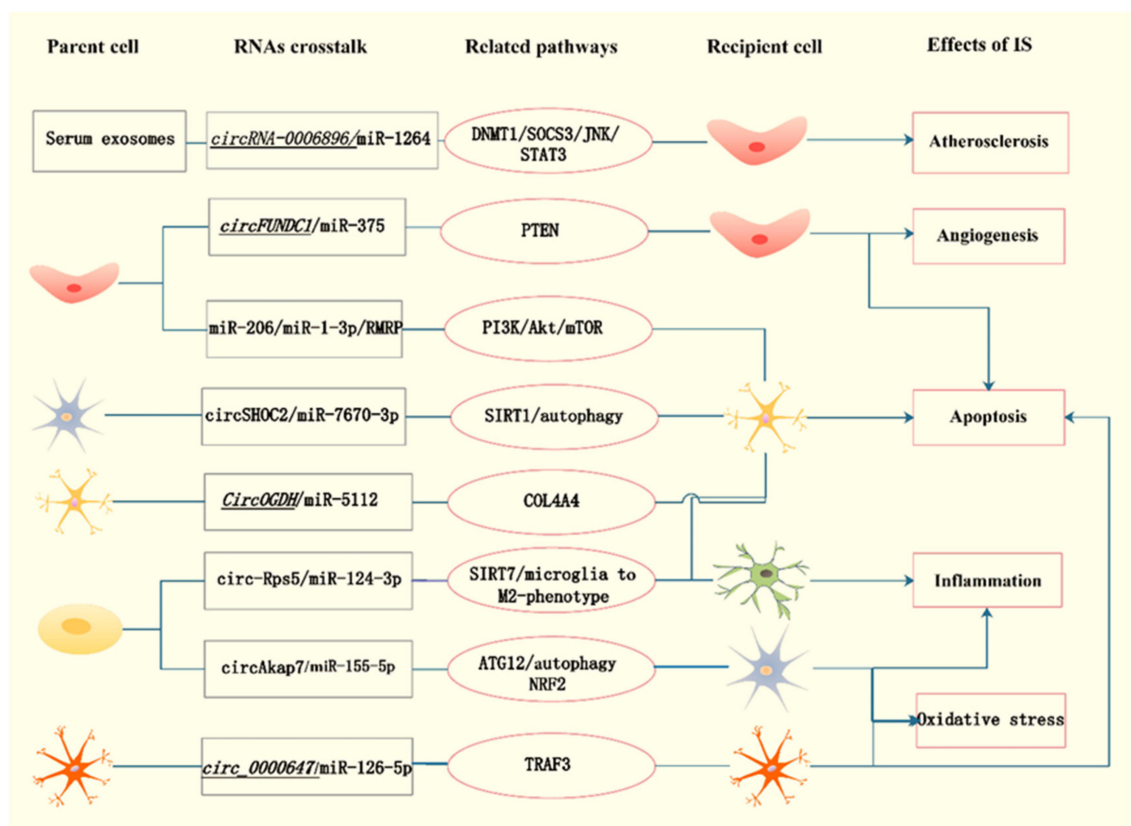 Parent cell
RNAs crosstalk
Related pathways
Recipient cell
Effects of IS
Serum exosomes
circRNA-0006896/miR-1264
DNMT1/SOCS3/JNK/
STAT3
Atherosclerosis
circFUNDC1/miR-375
PTEN
Angiogenesis
miR-206/miR-1-3p/RMRP
PI3K/Akt/mTOR
circSHOC2/miR-7670-3p
SIRT1/autophagy
Apoptosis
CircOGDH/miR-5112
COL4A4
circ-Rps5/miR-124-3p
SIRT7/microglia to
M2-phenotype
Inflammation
circAkap7/miR-155-5p
ATG12/autophagy
NRF2
Oxidative stress
circ_0000647/miR-126-5p
TRAF3